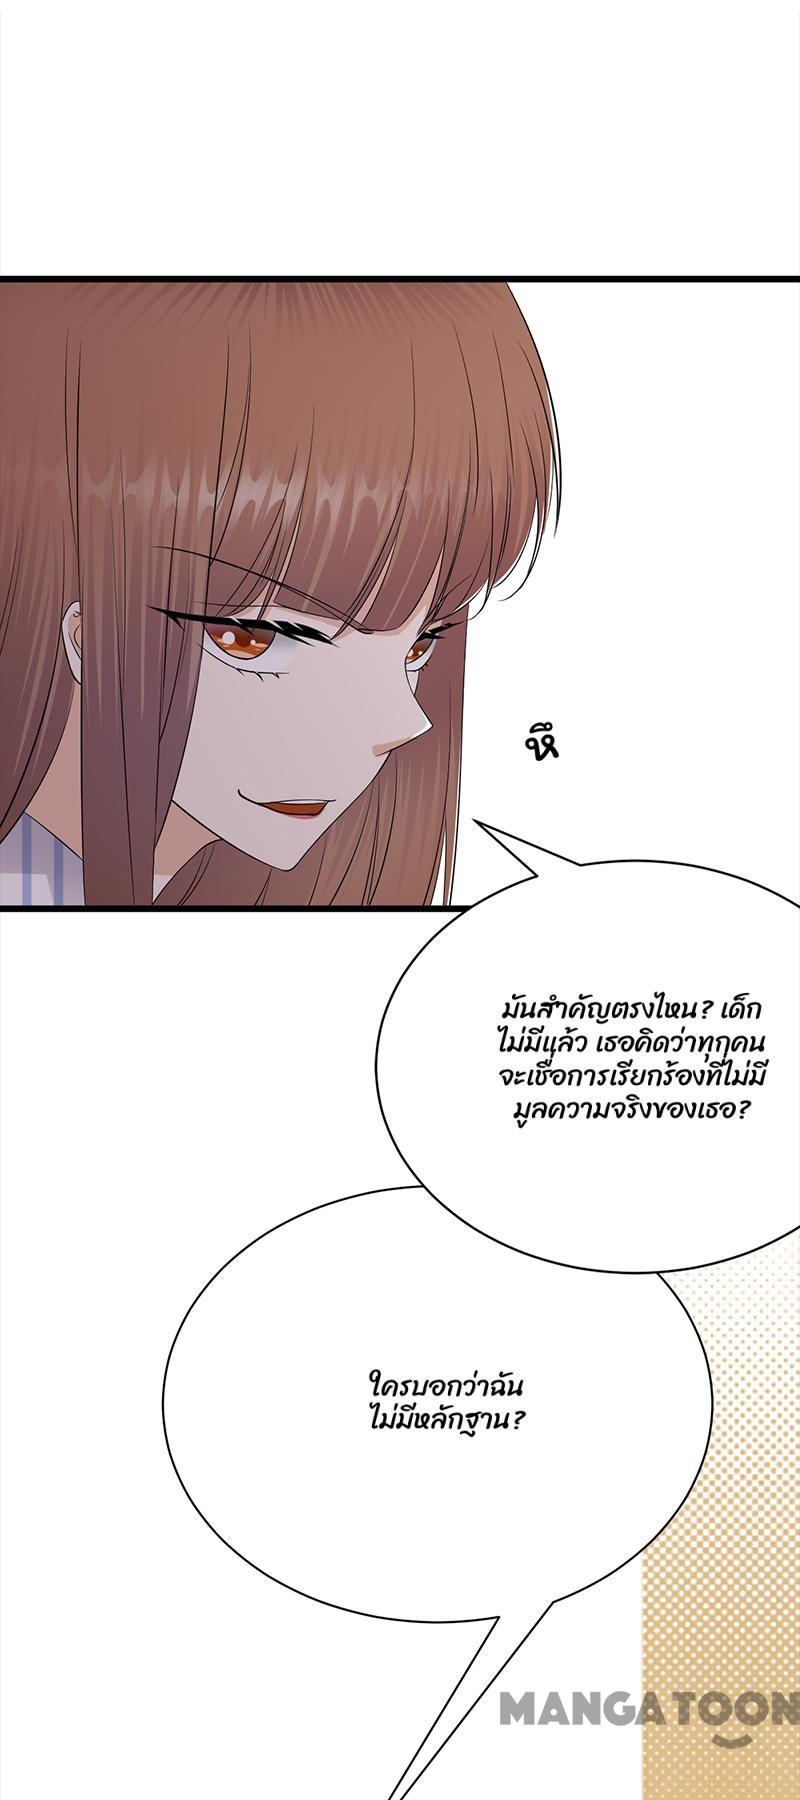 หึ
มันสำคัญตรงไหน? เด็ก
ไม่มีแล้ว เธอคิดว่าทุกคน
จะเชื่อการเรียกร้องที่ไม่มี
มูลความจริงของเธอ?
ใครบอกว่าฉัน
ไม่มีหลักฐาน?
MANGATOON